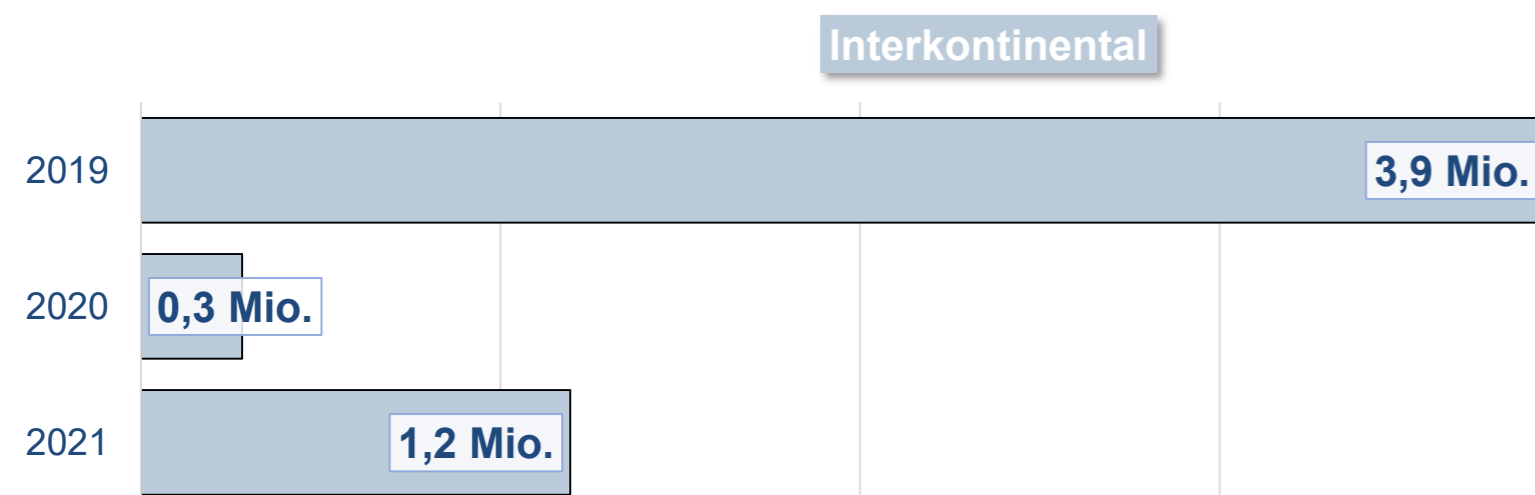 Interkontinental
2019
3,9 Mio.
2020
0,3 Mio.
2021
1,2 Mio.